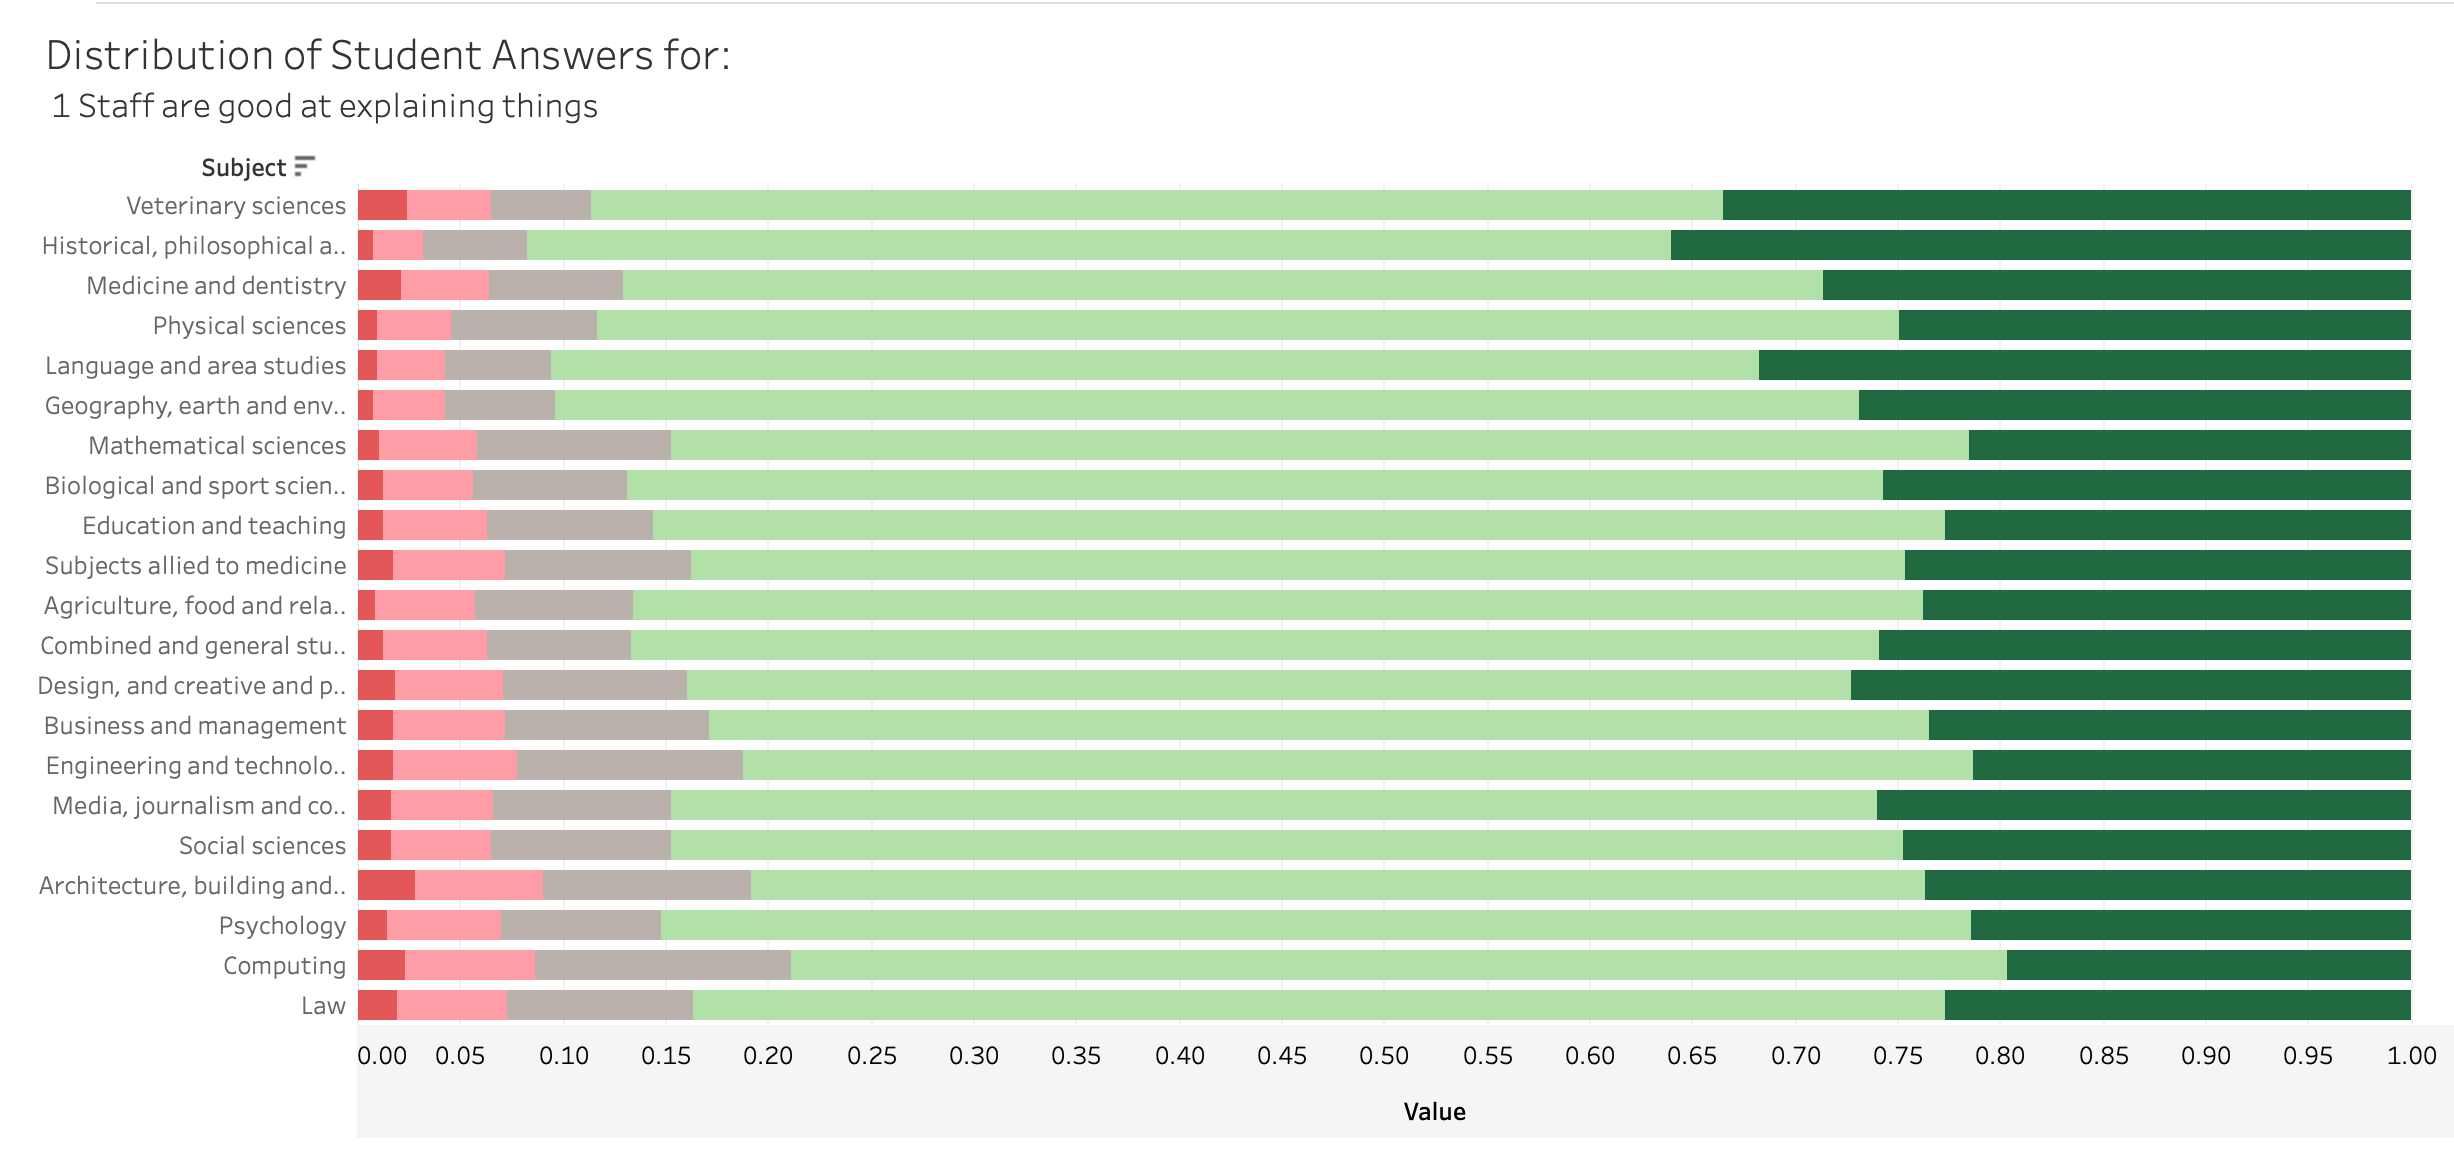 Distribution of Student Answers for:
1 Staff are good at explaining things
Subject
Veterinary sciences
Historical, philosophical a..
Medicine and dentistry
Physical sciences
Language and area studies
Geography, earth and env..
Mathematical sciences
Biological and sport scien..
Education and teaching
Subjects allied to medicine
Agriculture, food and rela..
Combined and general stu..
Design, and creative and p..
Business and management
Engineering and technolo..
Media, journalism and co..
Social sciences
Architecture, building and..
Psychology
Computing
Law
0.00 0.05 0.10 0.15 0.20 0.25 0.30 0.35 0.40 0.45 0.50 0.55 0.60 0.65 0.70 0.75 0.80 0.85 0.90 0.95 1.00
Value